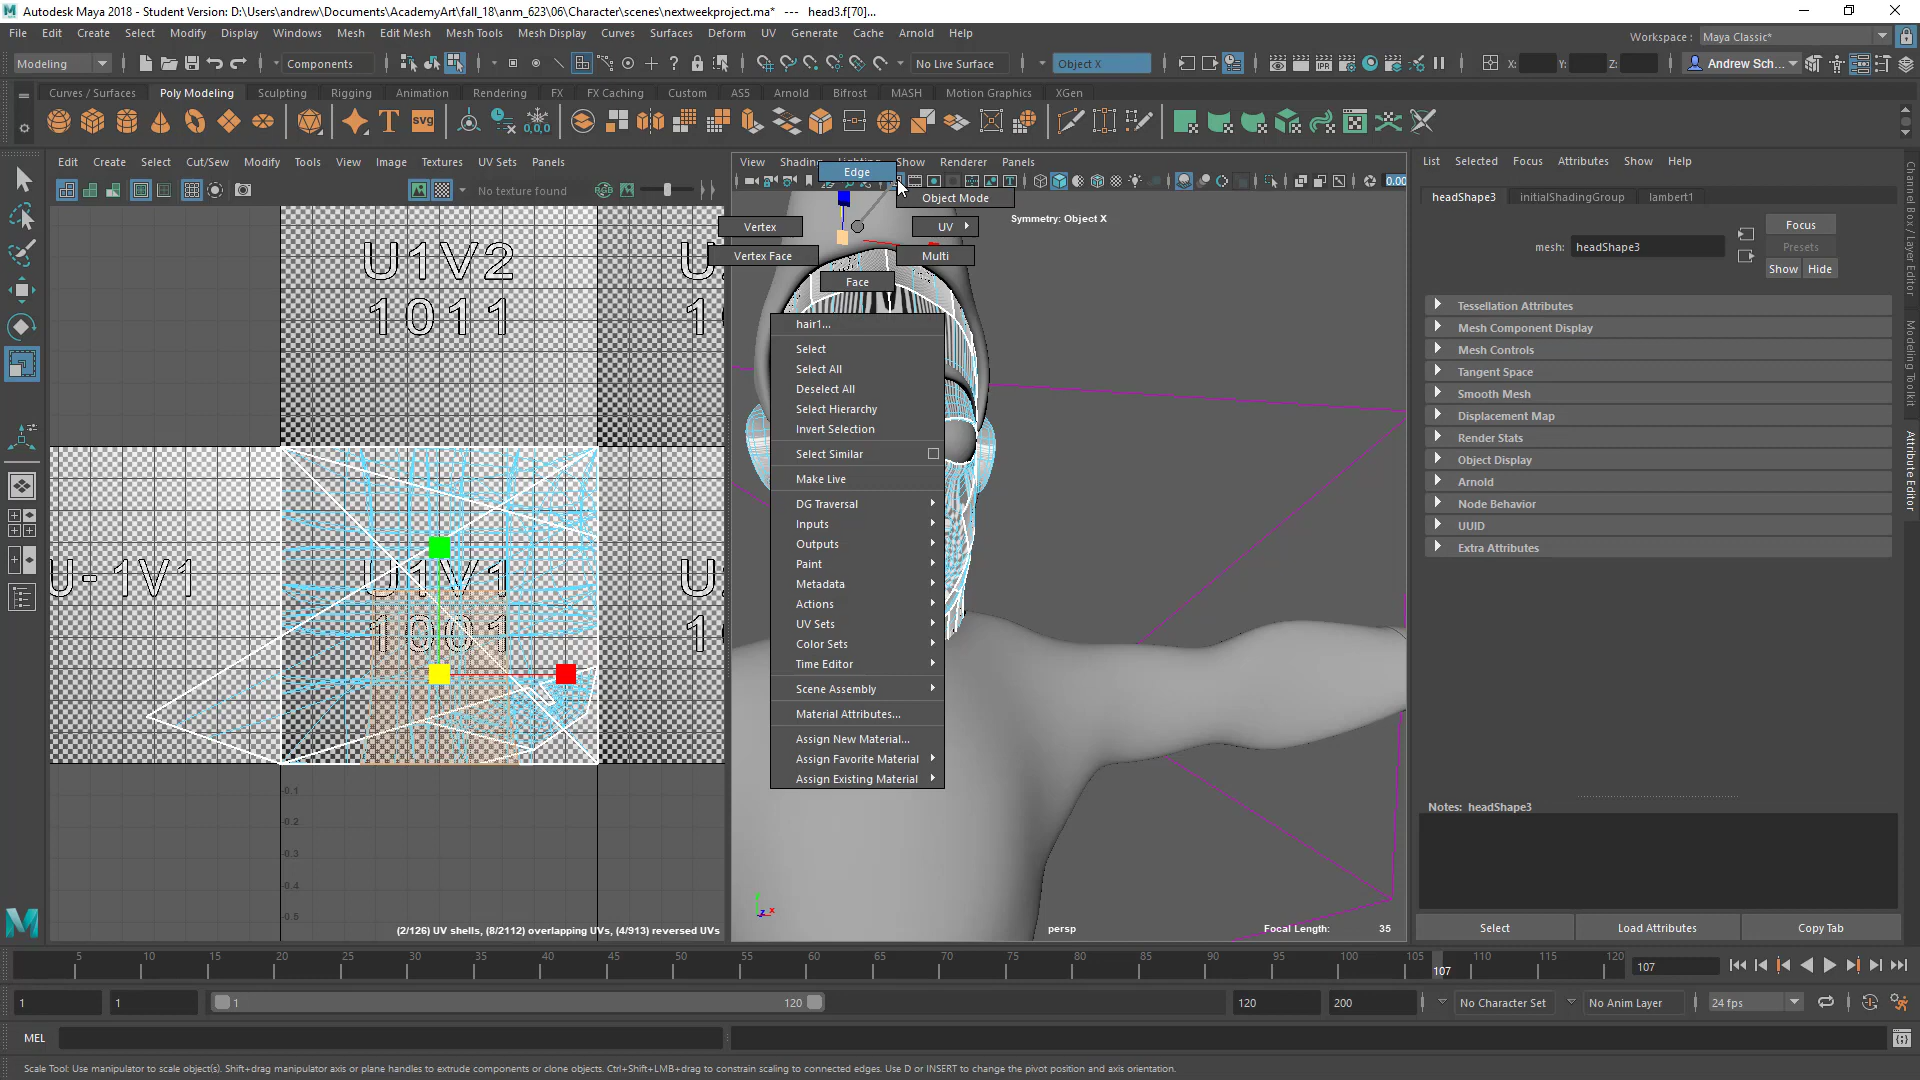 Autodesk Maya 2018 - Student Version: D:\Users\andrew\Documents\AcademyArt\fall_18\anm_623\06\Character\scenes\nextweekproject.ma* --- head3.f[70]...
File Edit Create Select Modify Display Windows Mesh Edit Mesh Mesh Tools Mesh Display Curves Surfaces Deform UV Generate Cache Arnold Help
Workspace : Maya Classic*
Modeling Components No Live Surface Object X X: Y: Z: Andrew Sch...
Curves / Surfaces Poly Modeling Sculpting Rigging Animation Rendering FX FX Caching Custom AS5 Arnold Bifrost MASH Motion Graphics XGen
T SVG 0,0,0
Edit Create Select Cut/Sew Modify Tools View Image Textures UV Sets Panels
View Shading Lighting Show Renderer Panels
List Selected Focus Attributes Show Help
No texture found
RGB
0.00
Edge
Object Mode
Vertex
UV
Vertex Face
Multi
Face
Symmetry: Object X
headShape3 initialShadingGroup lambert1
mesh: headShape3
Focus
Presets
Show Hide
U1V2
1011
U-1V1
U1V1
1001
hair1...
Select
Select All
Deselect All
Select Hierarchy
Invert Selection
Select Similar
Make Live
DG Traversal
Inputs
Outputs
Paint
Metadata
Actions
UV Sets
Color Sets
Time Editor
Scene Assembly
Material Attributes...
Assign New Material...
Assign Favorite Material
Assign Existing Material
Tessellation Attributes
Mesh Component Display
Mesh Controls
Tangent Space
Smooth Mesh
Displacement Map
Render Stats
Object Display
Arnold
Node Behavior
UUID
Extra Attributes
Channel Box / Layer Editor
Modeling Toolkit
Attribute Editor
Notes: headShape3
-0.1
-0.2
-0.3
-0.4
-0.5
(2/126) UV shells, (8/2112) overlapping UVs, (4/913) reversed UVs
persp
Focal Length: 35
Select Load Attributes Copy Tab
5 10 15 20 25 30 35 40 45 50 55 60 65 70 75 80 85 90 95 100 105 107 110 115 120
107
1 1 1 120 120 200 No Character Set No Anim Layer 24 fps
MEL
Scale Tool: Use manipulator to scale object(s). Shift+drag manipulator axis or plane handles to extrude components or clone objects. Ctrl+Shift+LMB+drag to constrain scaling to connected edges. Use D or INSERT to change the pivot position and axis orientation.